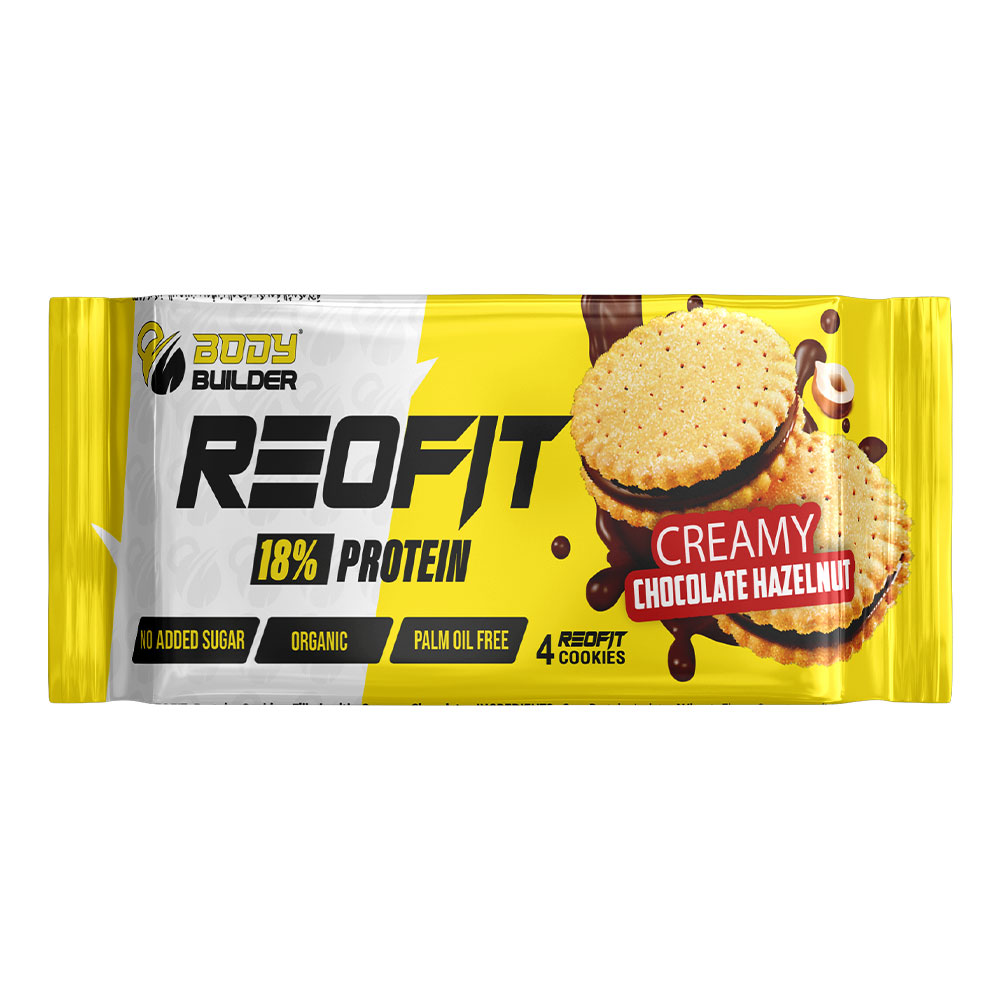 BODY®
BUILDER
REOFIT
18% PROTEIN
NO ADDED SUGAR
ORGANIC
PALM OIL FREE
4 REOFIT
COOKIES
CREAMY
CHOCOLATE HAZELNUT